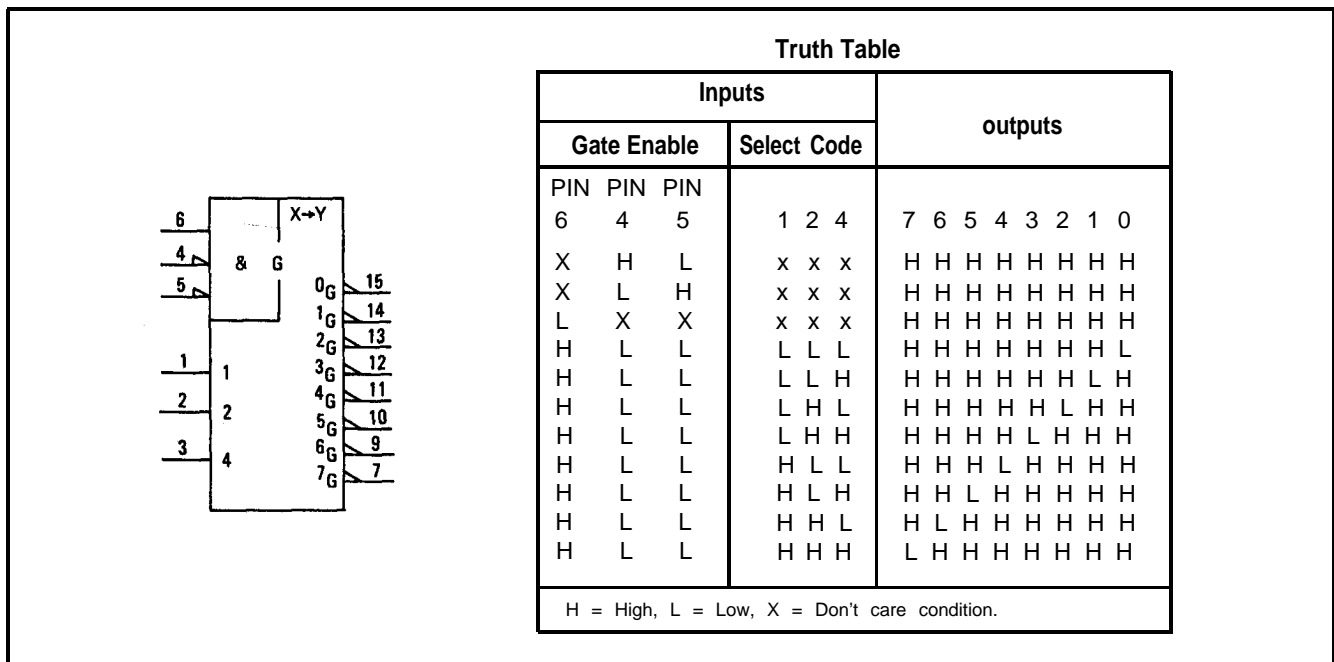 Truth Table
Inputs
outputs
Gate Enable Select Code
PIN PIN PIN
6 4 5 1 2 4 7 6 5 4 3 2 1 0
X H L x x x H H H H H H H H
X L H x x x H H H H H H H H
L X X x x x H H H H H H H H
H L L L L L H H H H H H H L
H L L L L H H H H H H H L H
H L L L H L H H H H H L H H
H L L L H H H H H H L H H H
H L L H L L H H H L H H H H
H L L H L H H H L H H H H H
H L L H H L H L H H H H H H
H L L H H H L H H H H H H H
H = High, L = Low, X = Don't care condition.
6 X→Y
4 & G
5 0G 15
1G 14
2G 13
1 1 3G 12
4G 11
2 2 5G 10
3 4 6G 9
7G 7